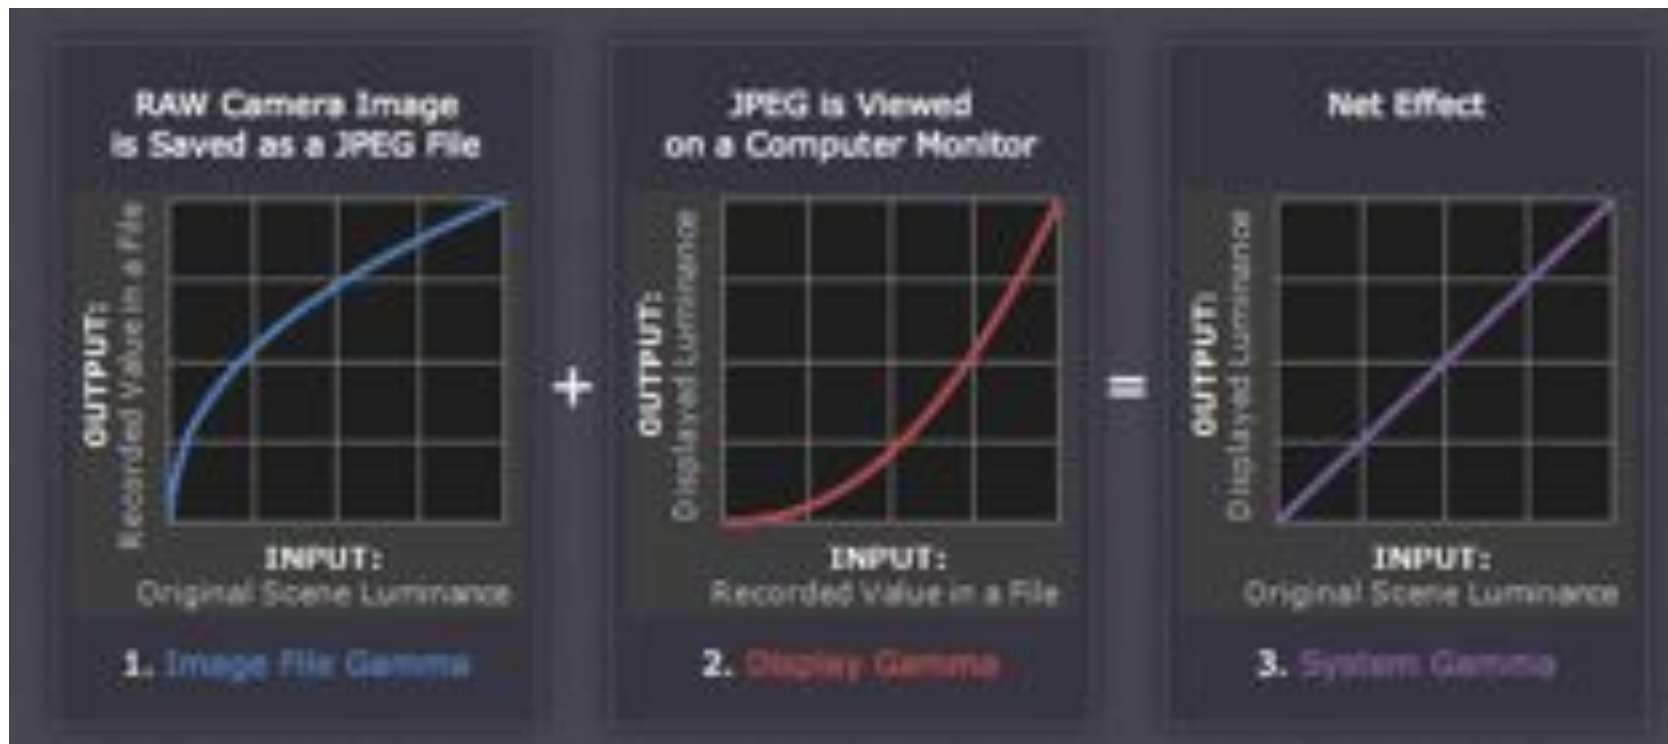 RAW Camera Image
is Saved as a JPEG File
OUTPUT:
Recorded Value in a File
INPUT:
Original Scene Luminance
1. Image File Gamma
+
JPEG is Viewed
on a Computer Monitor
OUTPUT:
Displayed Luminance
INPUT:
Recorded Value in a File
2. Display Gamma
=
Net Effect
OUTPUT:
Displayed Luminance
INPUT:
Original Scene Luminance
3. System Gamma